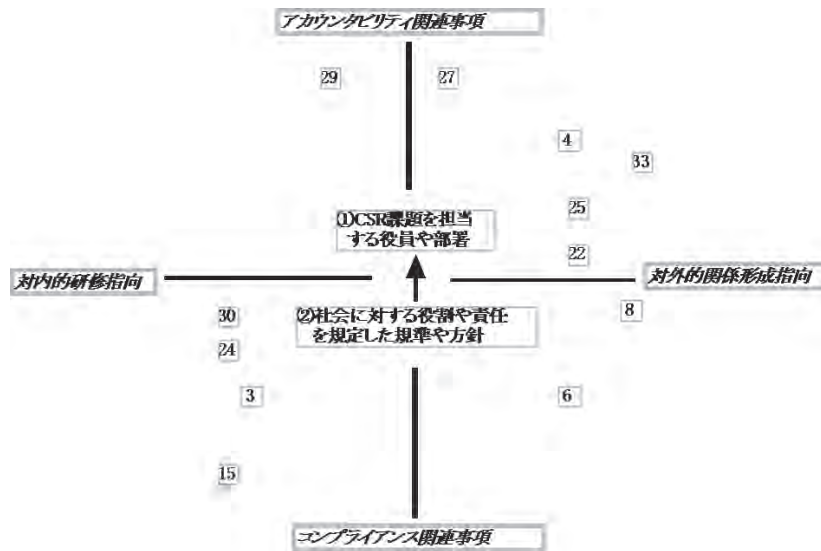 アカウンタビリティ関連事項
29
27
4
33
(1)CSR課題を担当
する役員や部署
25
22
対内的研修指向
対外的関係形成指向
30
(2)社会に対する役割や責任
を規定した規準や方針
8
24
3
6
15
コンプライアンス関連事項